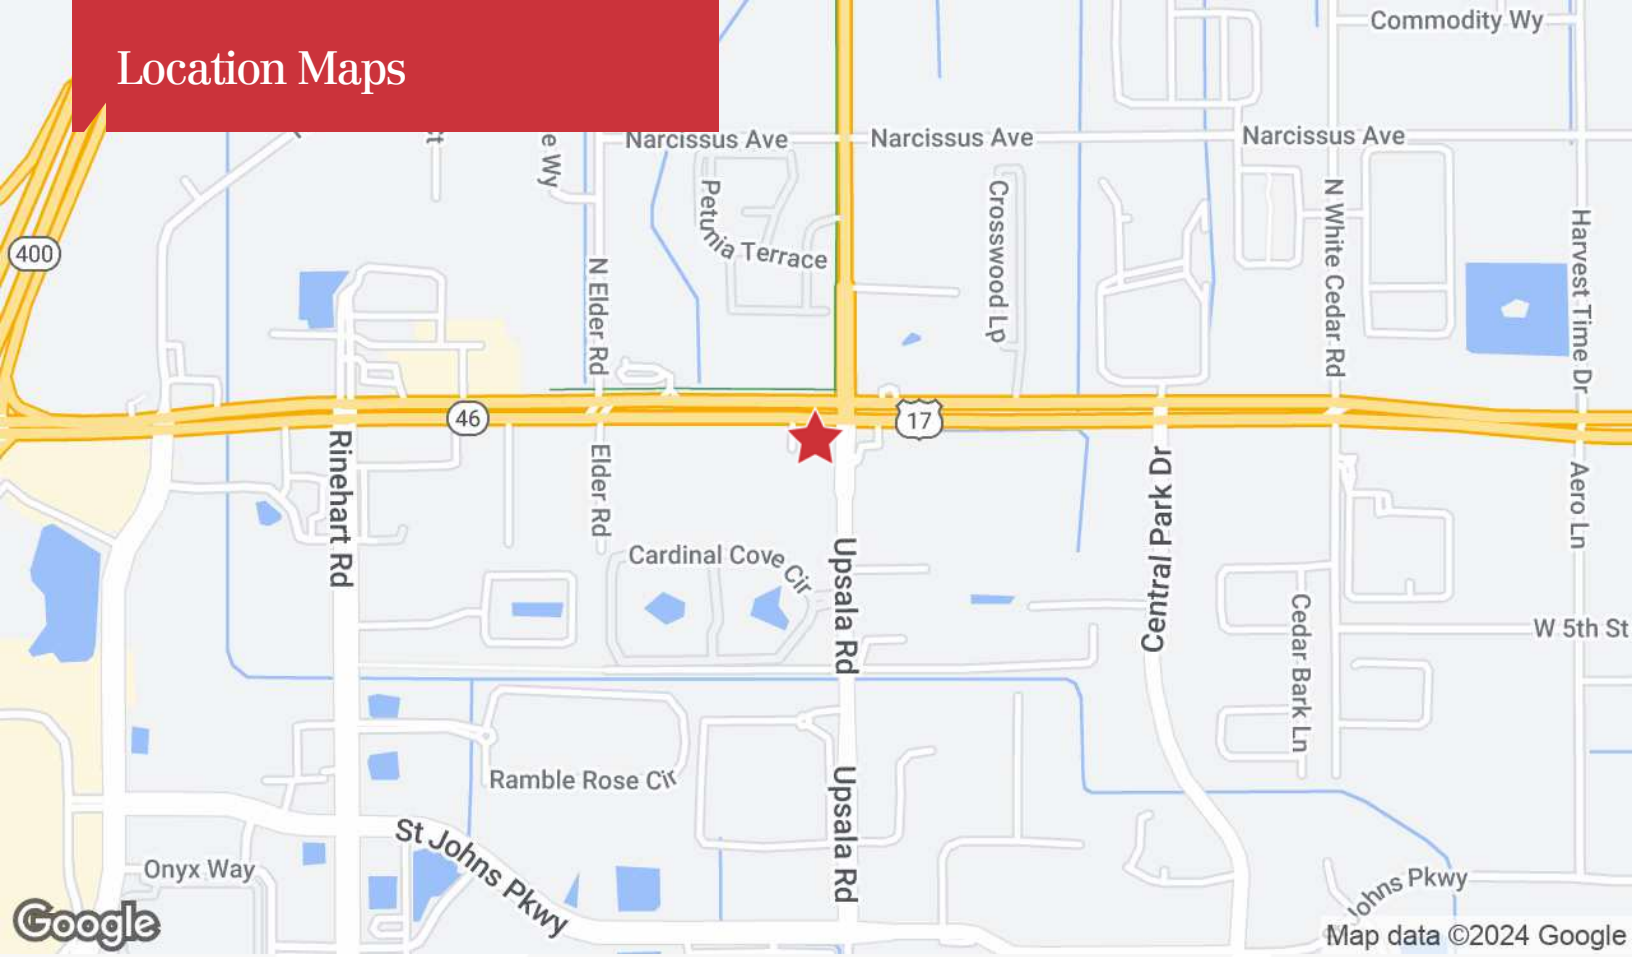 Location Maps
Commodity Wy
Narcissus Ave
Narcissus Ave
Narcissus Ave
e Wy
Petunia Terrace
Crosswood Lp
N White Cedar Rd
Harvest Time Dr
400
N Elder Rd
46
17
Rinehart Rd
Elder Rd
Central Park Dr
Aero Ln
Cardinal Cove Cir
Upsala Rd
Cedar Bark Ln
W 5th St
Ramble Rose Cir
Upsala Rd
St Johns Pkwy
Onyx Way
Johns Pkwy
Google
Map data ©2024 Google